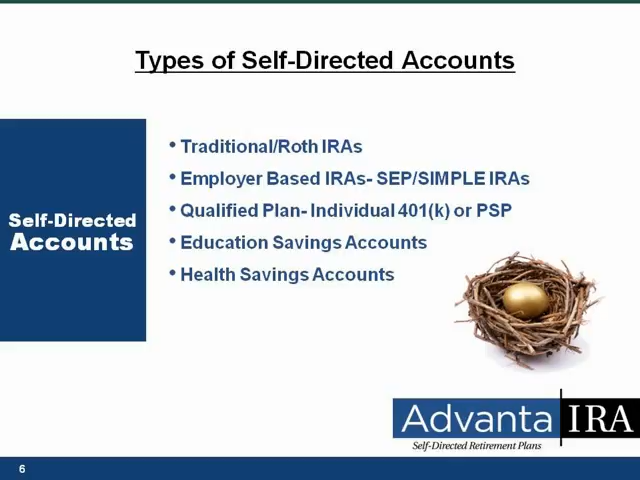 Types of Self-Directed Accounts
Self-Directed
Accounts
• Traditional/Roth IRAs
• Employer Based IRAs- SEP/SIMPLE IRAs
• Qualified Plan- Individual 401(k) or PSP
• Education Savings Accounts
• Health Savings Accounts
Advanta IRA
Self-Directed Retirement Plans
6